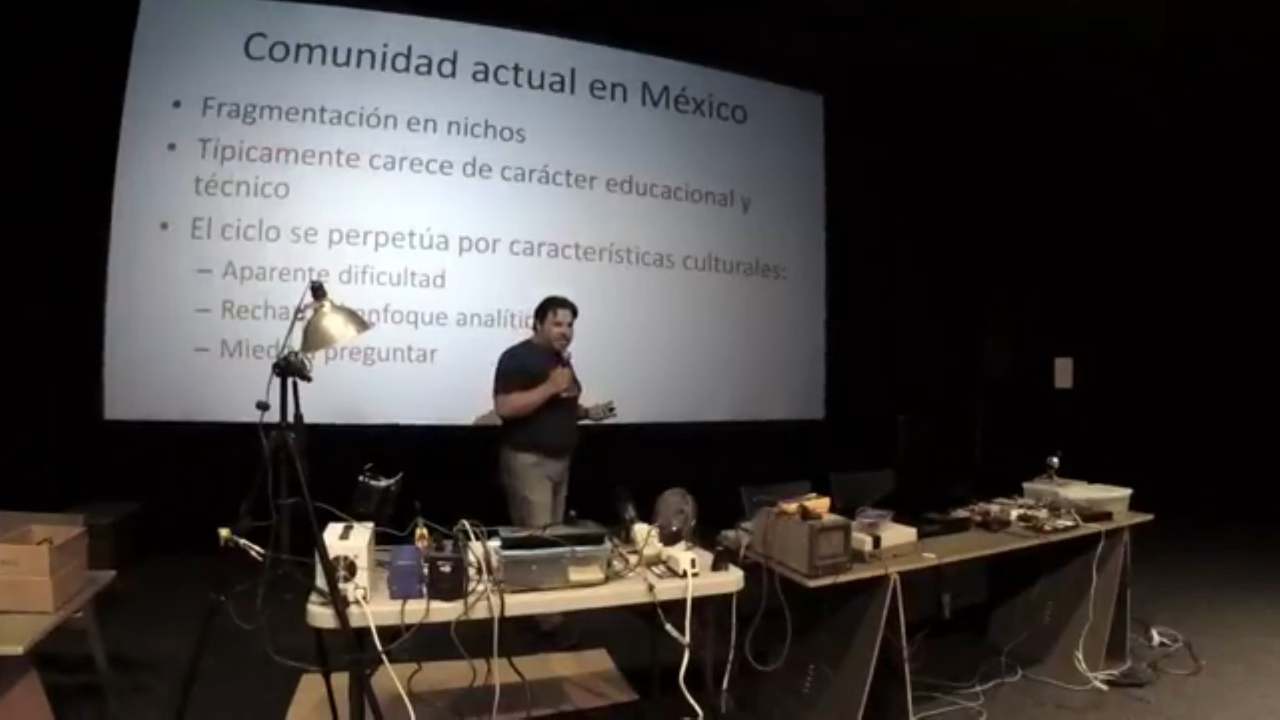 Comunidad actual en México
• Fragmentación en nichos
• Típicamente carece de carácter educacional y
técnico
• El ciclo se perpetúa por características culturales:
– Aparente dificultad
– enfoque
– preguntar